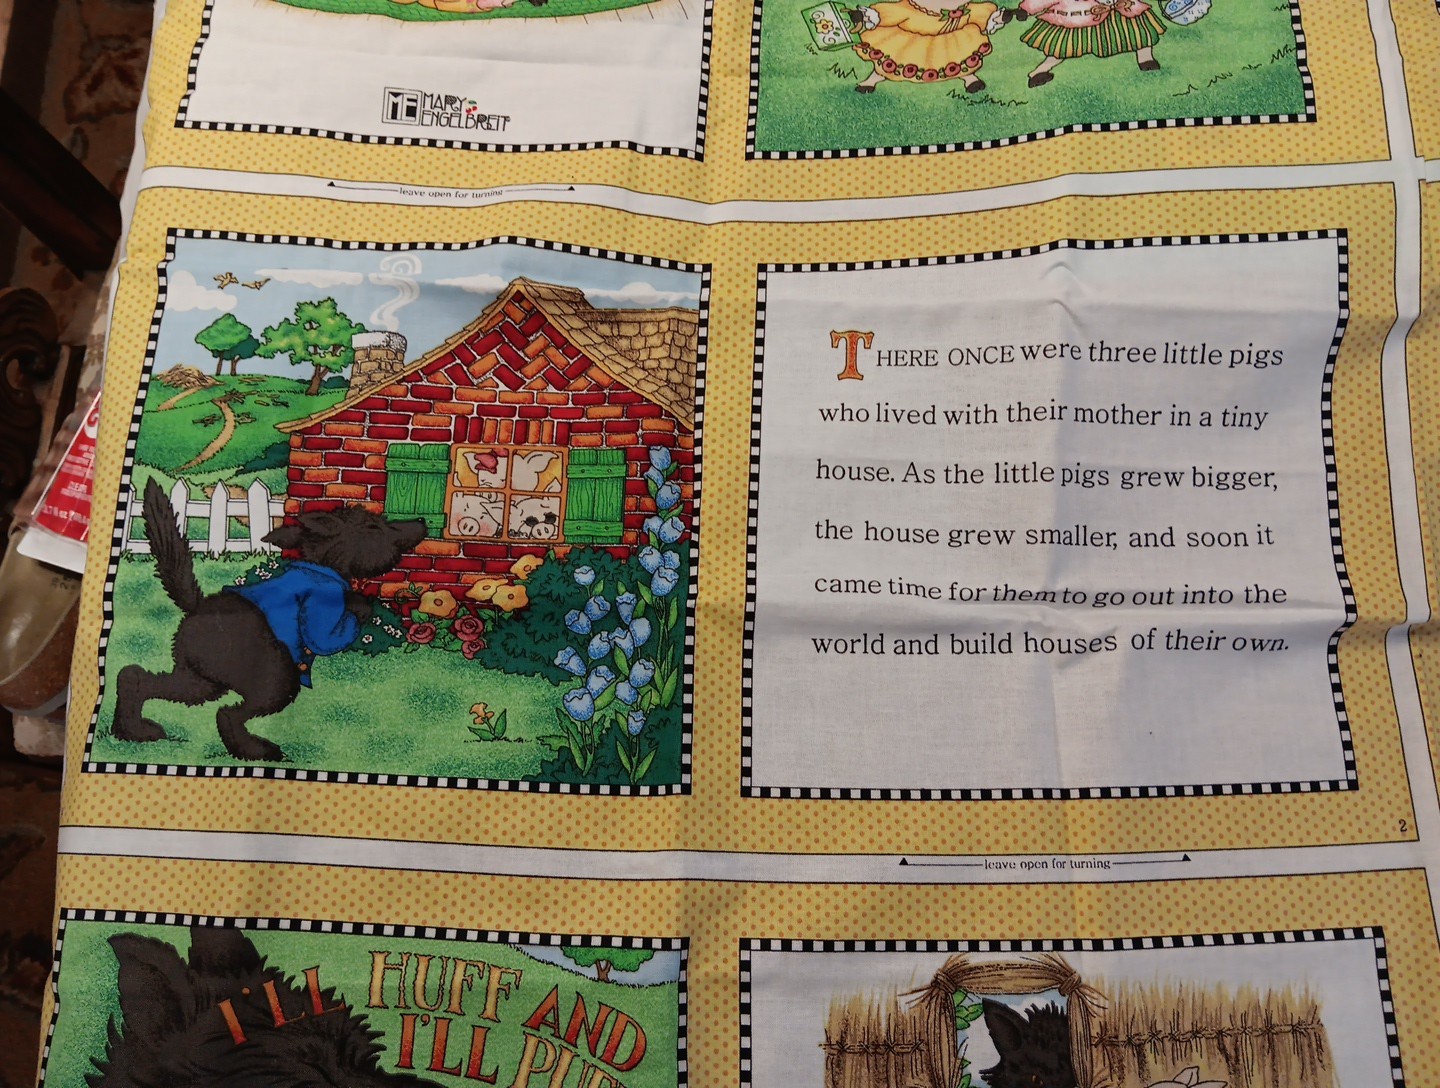 ME MARY
ENGELBREIT
leave open for turning
THERE ONCE were three little pigs
who lived with their mother in a tiny
house. As the little pigs grew bigger,
the house grew smaller, and soon it
came time for them to go out into the
world and build houses of their own.
2
leave open for turning
I'LL HUFF AND
I'LL